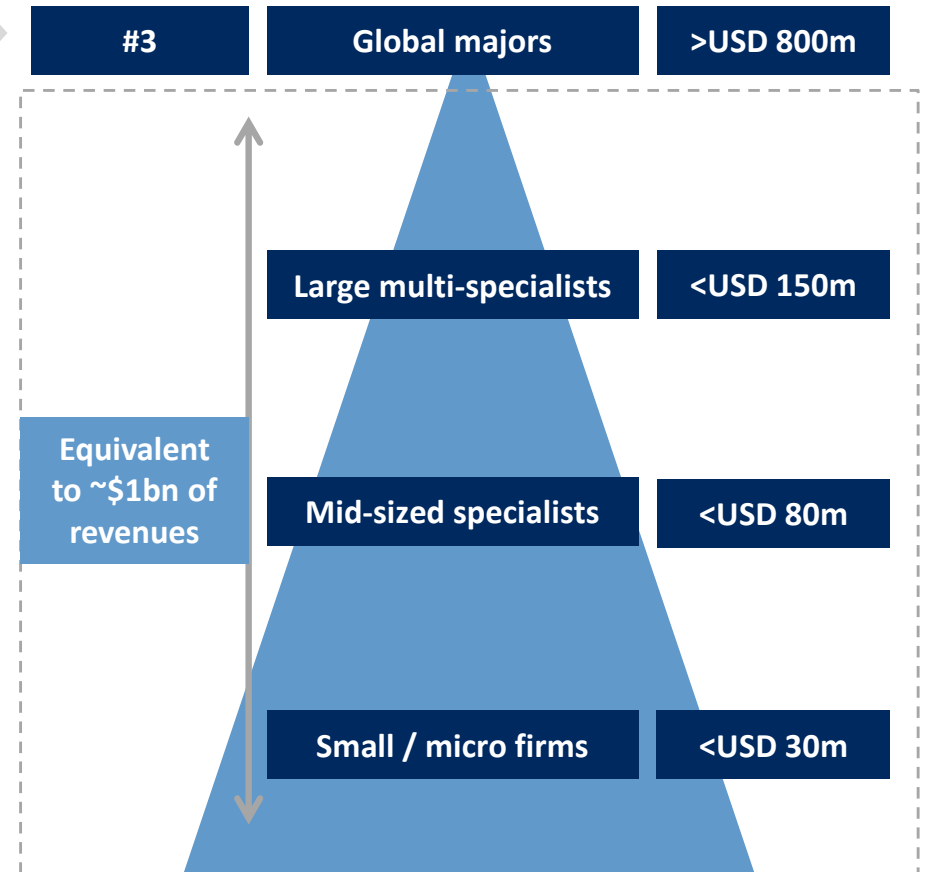 #3
Global majors
>USD 800m
Large multi-specialists
<USD 150m
Equivalent
to ~$1bn of
revenues
Mid-sized specialists
<USD 80m
Small / micro firms
<USD 30m